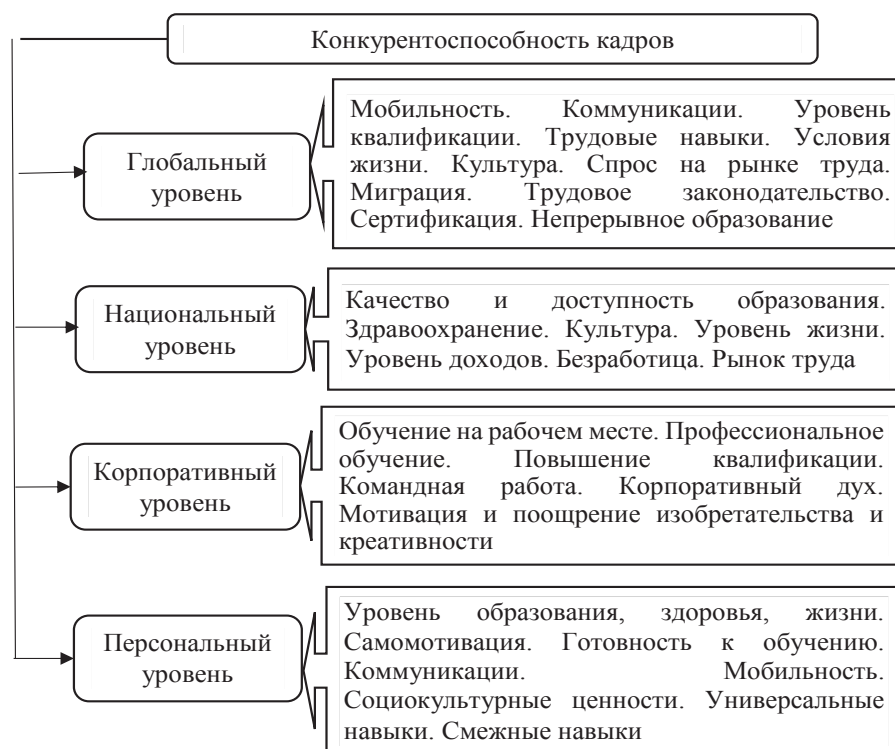 Конкурентоспособность кадров
Глобальный
уровень
Мобильность. Коммуникации. Уровень
квалификации. Трудовые навыки. Условия
жизни. Культура. Спрос на рынке труда.
Миграция. Трудовое законодательство.
Сертификация. Непрерывное образование
Национальный
уровень
Качество и доступность образования.
Здравоохранение. Культура. Уровень жизни.
Уровень доходов. Безработица. Рынок труда
Корпоративный
уровень
Обучение на рабочем месте. Профессиональное
обучение. Повышение квалификации.
Командная работа. Корпоративный дух.
Мотивация и поощрение изобретательства и
креативности
Персональный
уровень
Уровень образования, здоровья, жизни.
Самомотивация. Готовность к обучению.
Коммуникации. Мобильность.
Социокультурные ценности. Универсальные
навыки. Смежные навыки